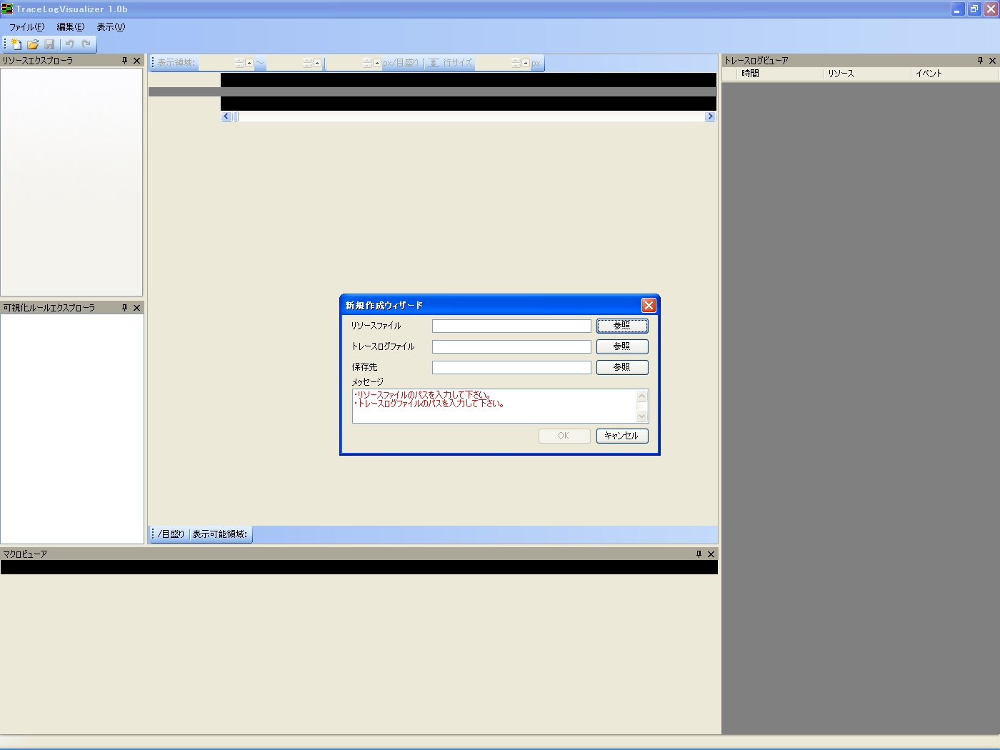 TraceLogVisualizer 1.0b
ファイル(F) 編集(E) 表示(V)
リソースエクスプローラ
表示領域: ～ px/目盛り 行サイズ px
トレースログビューア
時間 リソース イベント
可視化ルールエクスプローラ
新規作成ウィザード
リソースファイル 参照
トレースログファイル 参照
保存先 参照
メッセージ
・リソースファイルのパスを入力して下さい。
・トレースログファイルのパスを入力して下さい。
OK キャンセル
/目盛り 表示可能領域:
マクロビューア